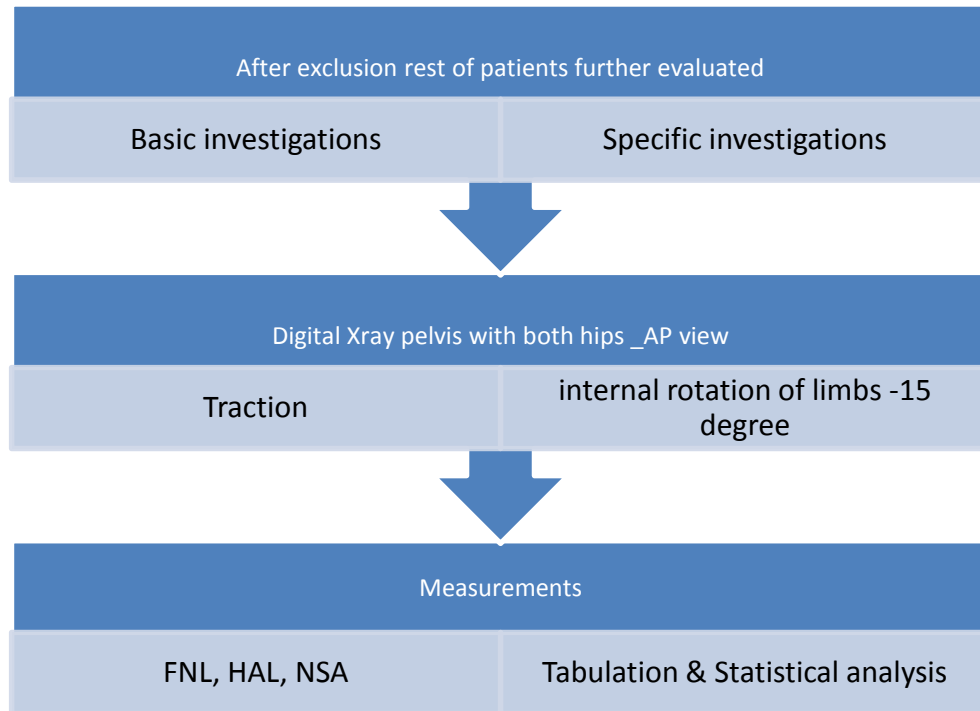 After exclusion rest of patients further evaluated
Basic investigations
Specific investigations
Digital Xray pelvis with both hips _AP view
Traction
internal rotation of limbs -15
degree
Measurements
FNL, HAL, NSA
Tabulation & Statistical analysis